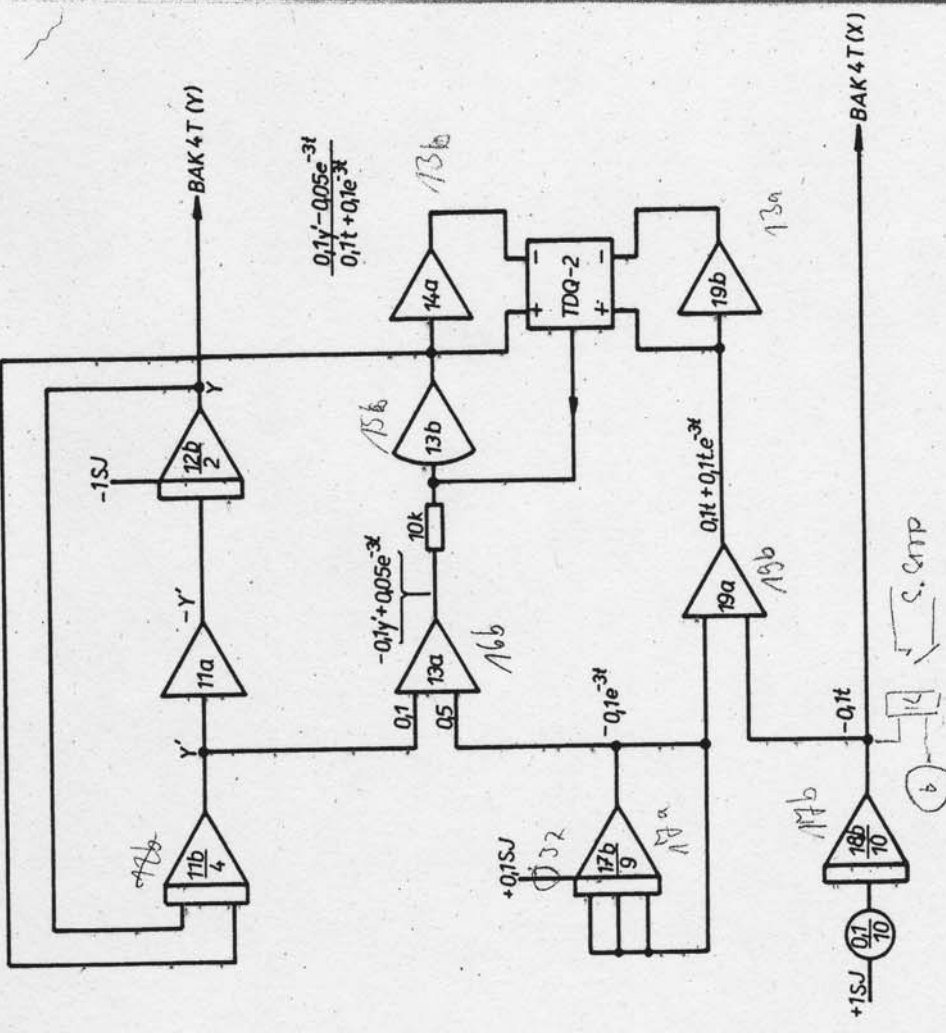 BAK 4T (Y)
Y
12b
2
-1SJ
-Y'
11a
Y'
11b
4
0,1y'-0,05e^-3t
0,1t+0,1e^-3t
13b
14a
TDQ-2
+ -
+ -
19b
13a
15b
13b
10k
-0,1y'+0,05e^-3t
13a
16b
0,1
0,5
0,1t+0,1t.e^-3t
19a
19b
-0,1e^-3t
+0,1SJ
17b
9
17a
BAK 4T (X)
-0,1t
17b
18b
10
0,1
10
+1SJ